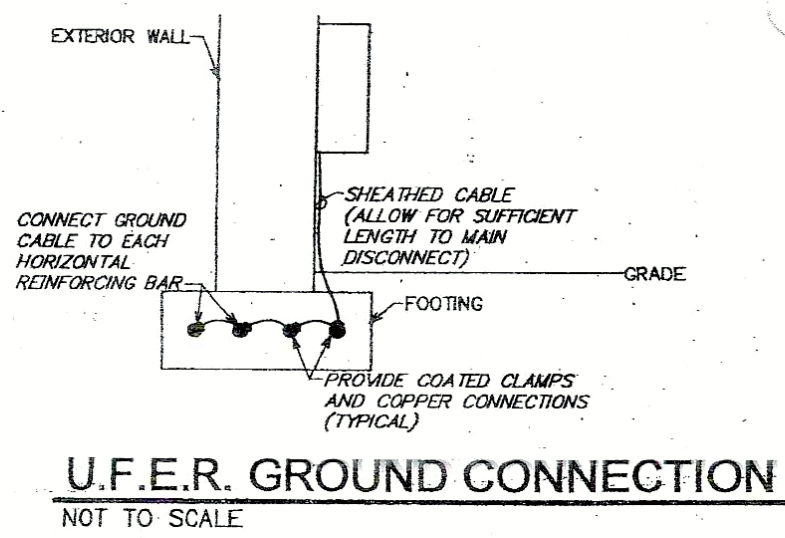 EXTERIOR WALL
SHEATHED CABLE
(ALLOW FOR SUFFICIENT
LENGTH TO MAIN
DISCONNECT)
CONNECT GROUND
CABLE TO EACH
HORIZONTAL
REINFORCING BAR
GRADE
FOOTING
PROVIDE COATED CLAMPS
AND COPPER CONNECTIONS
(TYPICAL)
U.F.E.R. GROUND CONNECTION
NOT TO SCALE